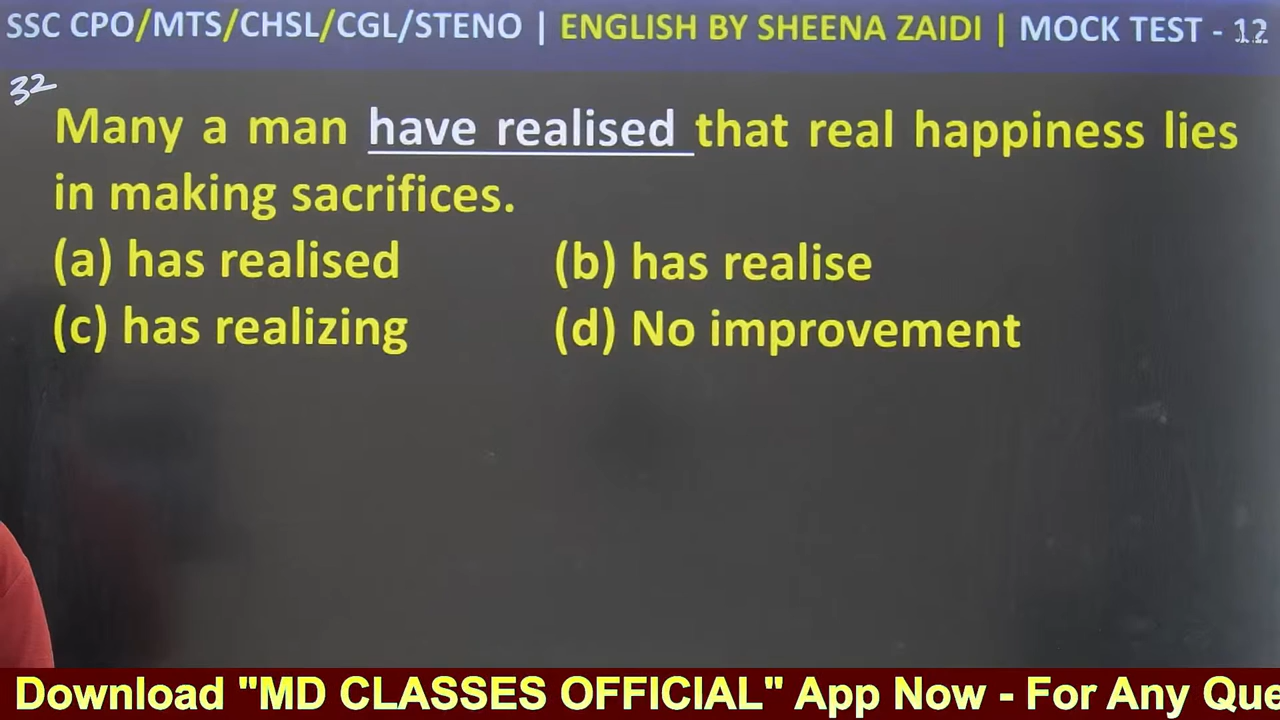 SSC CPO/MTS/CHSL/CGL/STENO | ENGLISH BY SHEENA ZAIDI | MOCK TEST - 12
32
Many a man have realised that real happiness lies
in making sacrifices.
(a) has realised (b) has realise
(c) has realizing (d) No improvement
Download "MD CLASSES OFFICIAL" App Now - For Any Que